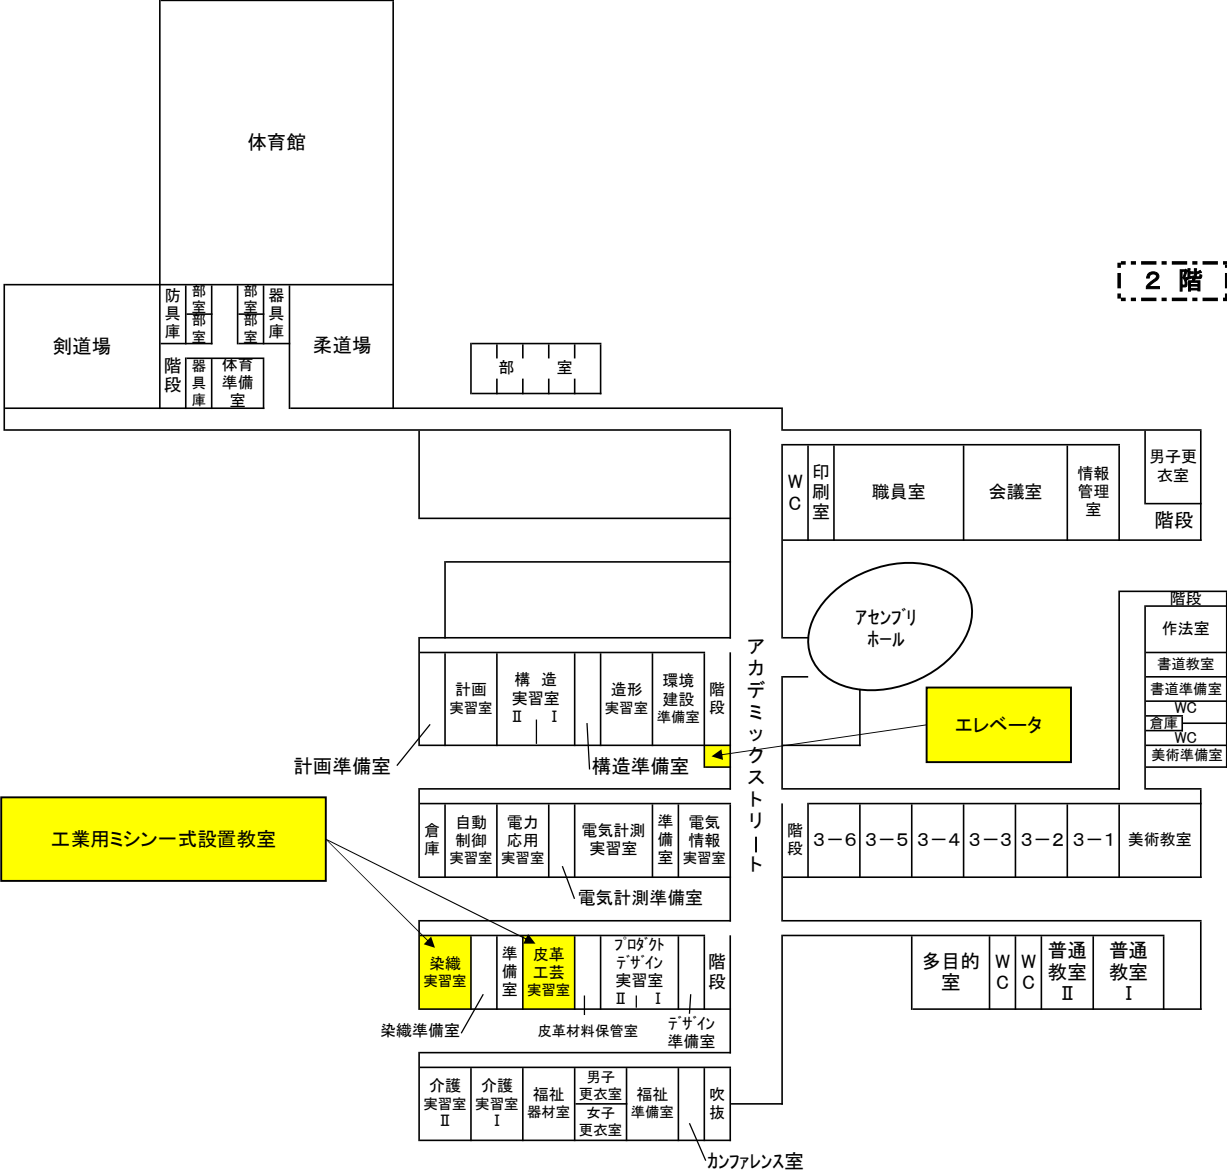 体育館
2 階
防具庫
部室
部室
部室
部室
器具庫
剣道場
柔道場
階段
器具庫
体育
準備
室
部 室
WC
印刷室
職員室
会議室
情報
管理
室
男子更
衣室
階段
アセンブリ
ホール
アカデミックストリート
階段
作法室
書道教室
書道準備室
WC
倉庫
WC
美術準備室
計画
実習室
構 造
実習室
Ⅱ Ⅰ
造形
実習室
環境
建設
準備室
階段
エレベータ
計画準備室
構造準備室
工業用ミシン一式設置教室
倉庫
自動
制御
実習室
電力
応用
実習室
電気計測
実習室
準備室
電気
情報
実習室
階段
3-6
3-5
3-4
3-3
3-2
3-1
美術教室
電気計測準備室
染織
実習室
準備室
皮革
工芸
実習室
プロダクト
デザイン
実習室
Ⅱ Ⅰ
階段
多目的
室
WC
WC
普通
教室
Ⅱ
普通
教室
Ⅰ
染織準備室
皮革材料保管室
デザイン
準備室
介護
実習室
Ⅱ
介護
実習室
Ⅰ
福祉
器材室
男子
更衣室
女子
更衣室
福祉
準備室
吹抜
カンファレンス室